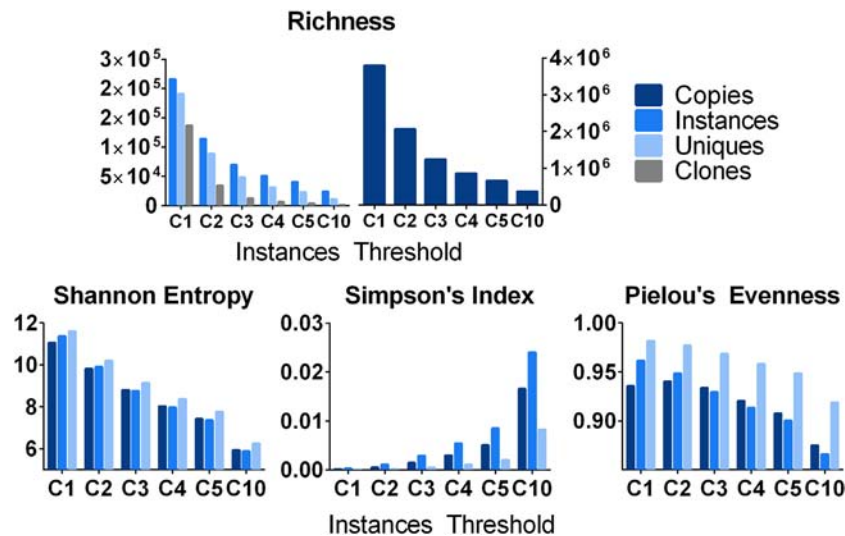 Richness
3×10⁵
2×10⁵
2×10⁵
1×10⁵
5×10⁴
0
C1 C2 C3 C4 C5 C10
C1 C2 C3 C4 C5 C10
4×10⁶
3×10⁶
2×10⁶
1×10⁶
0
Copies
Instances
Uniques
Clones
Instances Threshold
Shannon Entropy
12
10
8
6
C1 C2 C3 C4 C5 C10
Simpson's Index
0.03
0.02
0.01
0.00
C1 C2 C3 C4 C5 C10
Pielou's Evenness
1.00
0.95
0.90
C1 C2 C3 C4 C5 C10
Instances Threshold